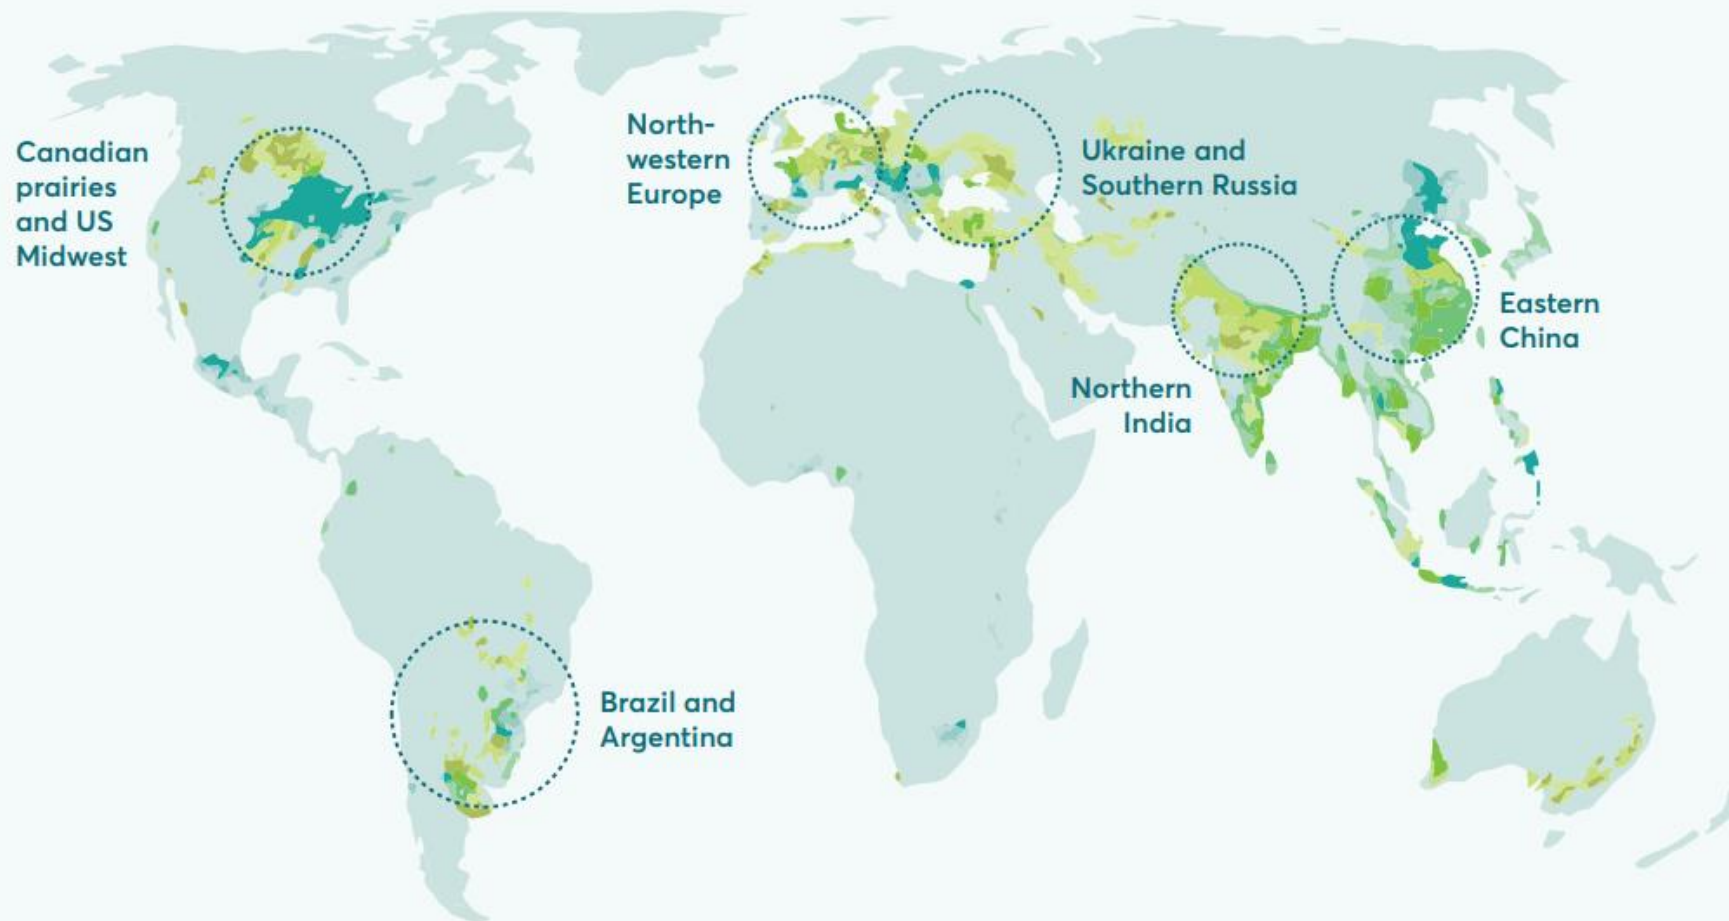 Canadian
prairies
and US
Midwest
North-
western
Europe
Ukraine and
Southern Russia
Eastern
China
Northern
India
Brazil and
Argentina